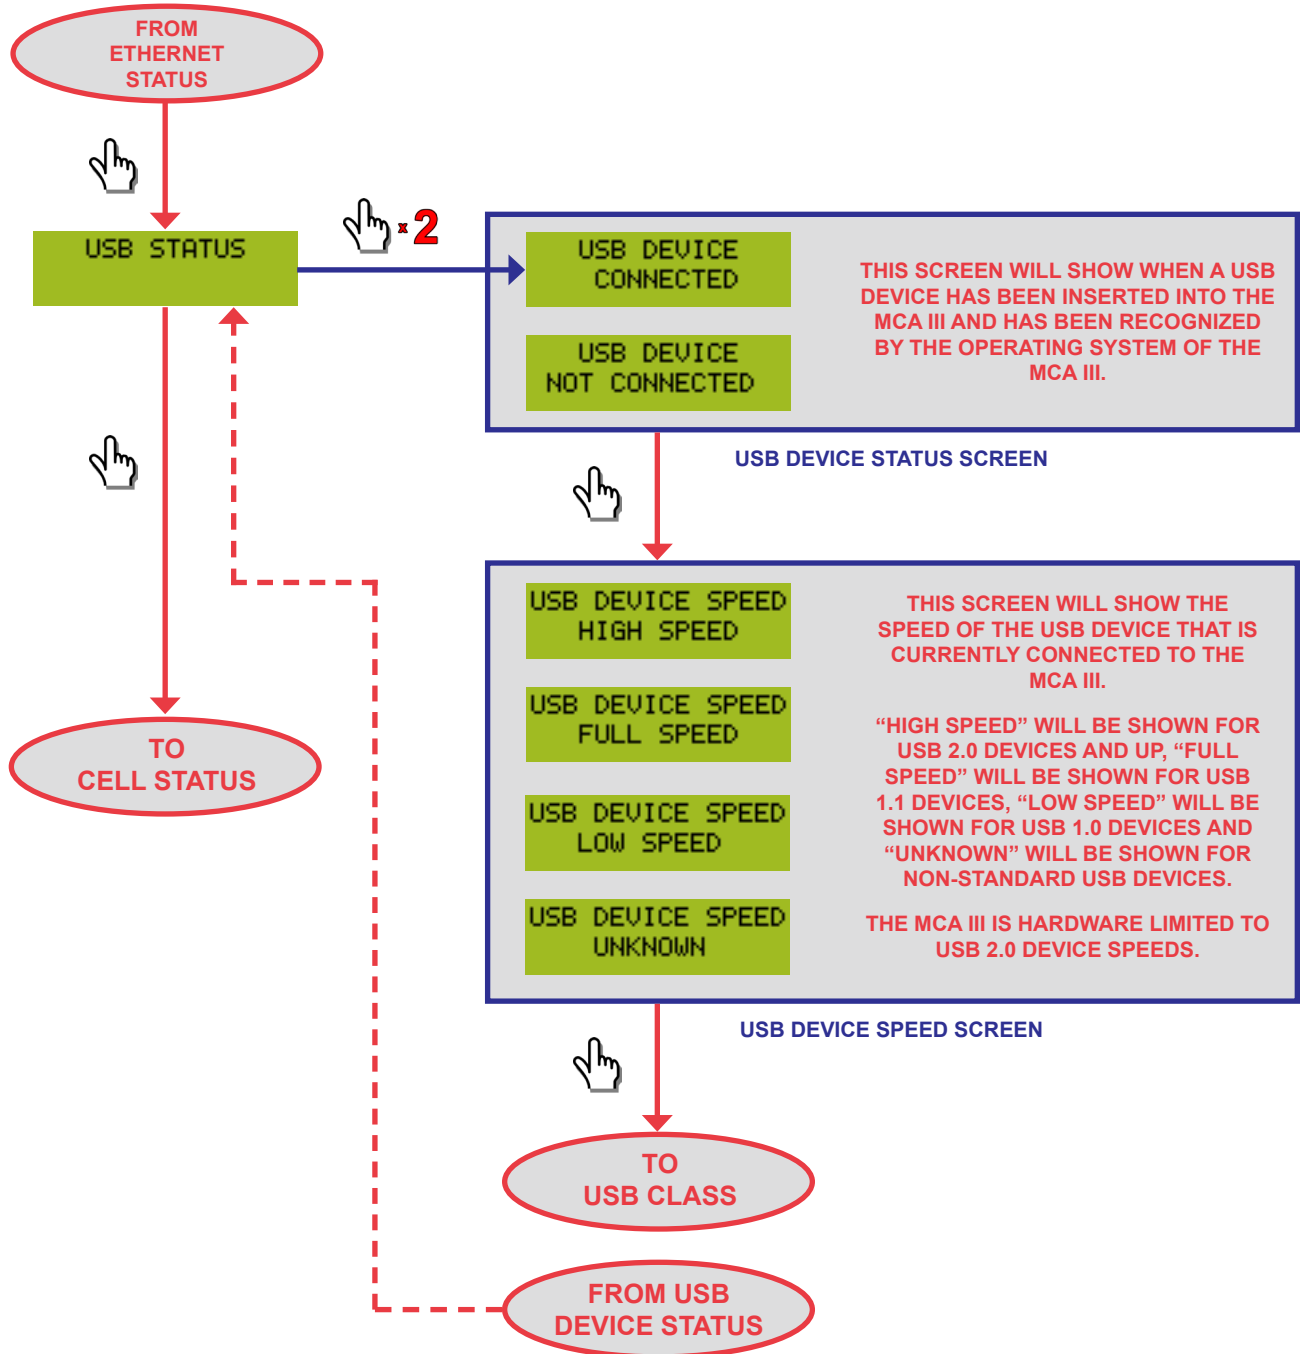 FROM
ETHERNET
STATUS
× 2
USB STATUS
USB DEVICE
CONNECTED
USB DEVICE
NOT CONNECTED
THIS SCREEN WILL SHOW WHEN A USB
DEVICE HAS BEEN INSERTED INTO THE
MCA III AND HAS BEEN RECOGNIZED
BY THE OPERATING SYSTEM OF THE
MCA III.
USB DEVICE STATUS SCREEN
USB DEVICE SPEED
HIGH SPEED
USB DEVICE SPEED
FULL SPEED
USB DEVICE SPEED
LOW SPEED
USB DEVICE SPEED
UNKNOWN
THIS SCREEN WILL SHOW THE
SPEED OF THE USB DEVICE THAT IS
CURRENTLY CONNECTED TO THE
MCA III.
“HIGH SPEED” WILL BE SHOWN FOR
USB 2.0 DEVICES AND UP, “FULL
SPEED” WILL BE SHOWN FOR USB
1.1 DEVICES, “LOW SPEED” WILL BE
SHOWN FOR USB 1.0 DEVICES AND
“UNKNOWN” WILL BE SHOWN FOR
NON-STANDARD USB DEVICES.
THE MCA III IS HARDWARE LIMITED TO
USB 2.0 DEVICE SPEEDS.
TO
CELL STATUS
USB DEVICE SPEED SCREEN
TO
USB CLASS
FROM USB
DEVICE STATUS